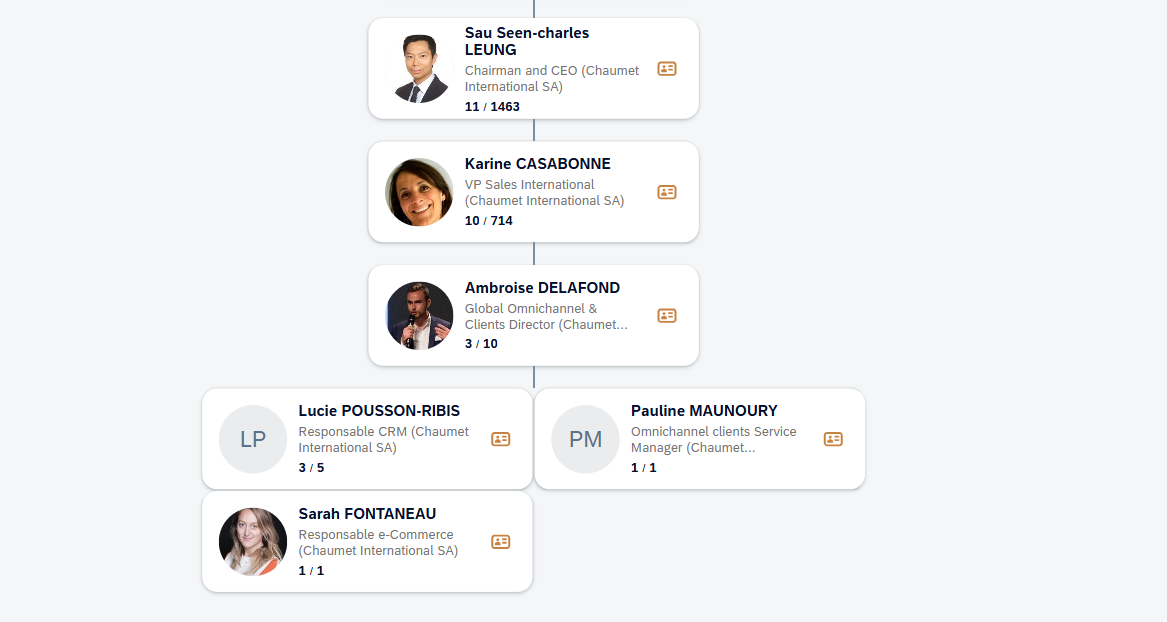 Sau Seen-charles
LEUNG
Chairman and CEO (Chaumet
International SA)
11 / 1463
Karine CASABONNE
VP Sales International
(Chaumet International SA)
10 / 714
Ambroise DELAFOND
Global Omnichannel &
Clients Director (Chaumet...
3 / 10
LP
Lucie POUSSON-RIBIS
Responsable CRM (Chaumet
International SA)
3 / 5
PM
Pauline MAUNOURY
Omnichannel clients Service
Manager (Chaumet...
1 / 1
Sarah FONTANEAU
Responsable e-Commerce
(Chaumet International SA)
1 / 1